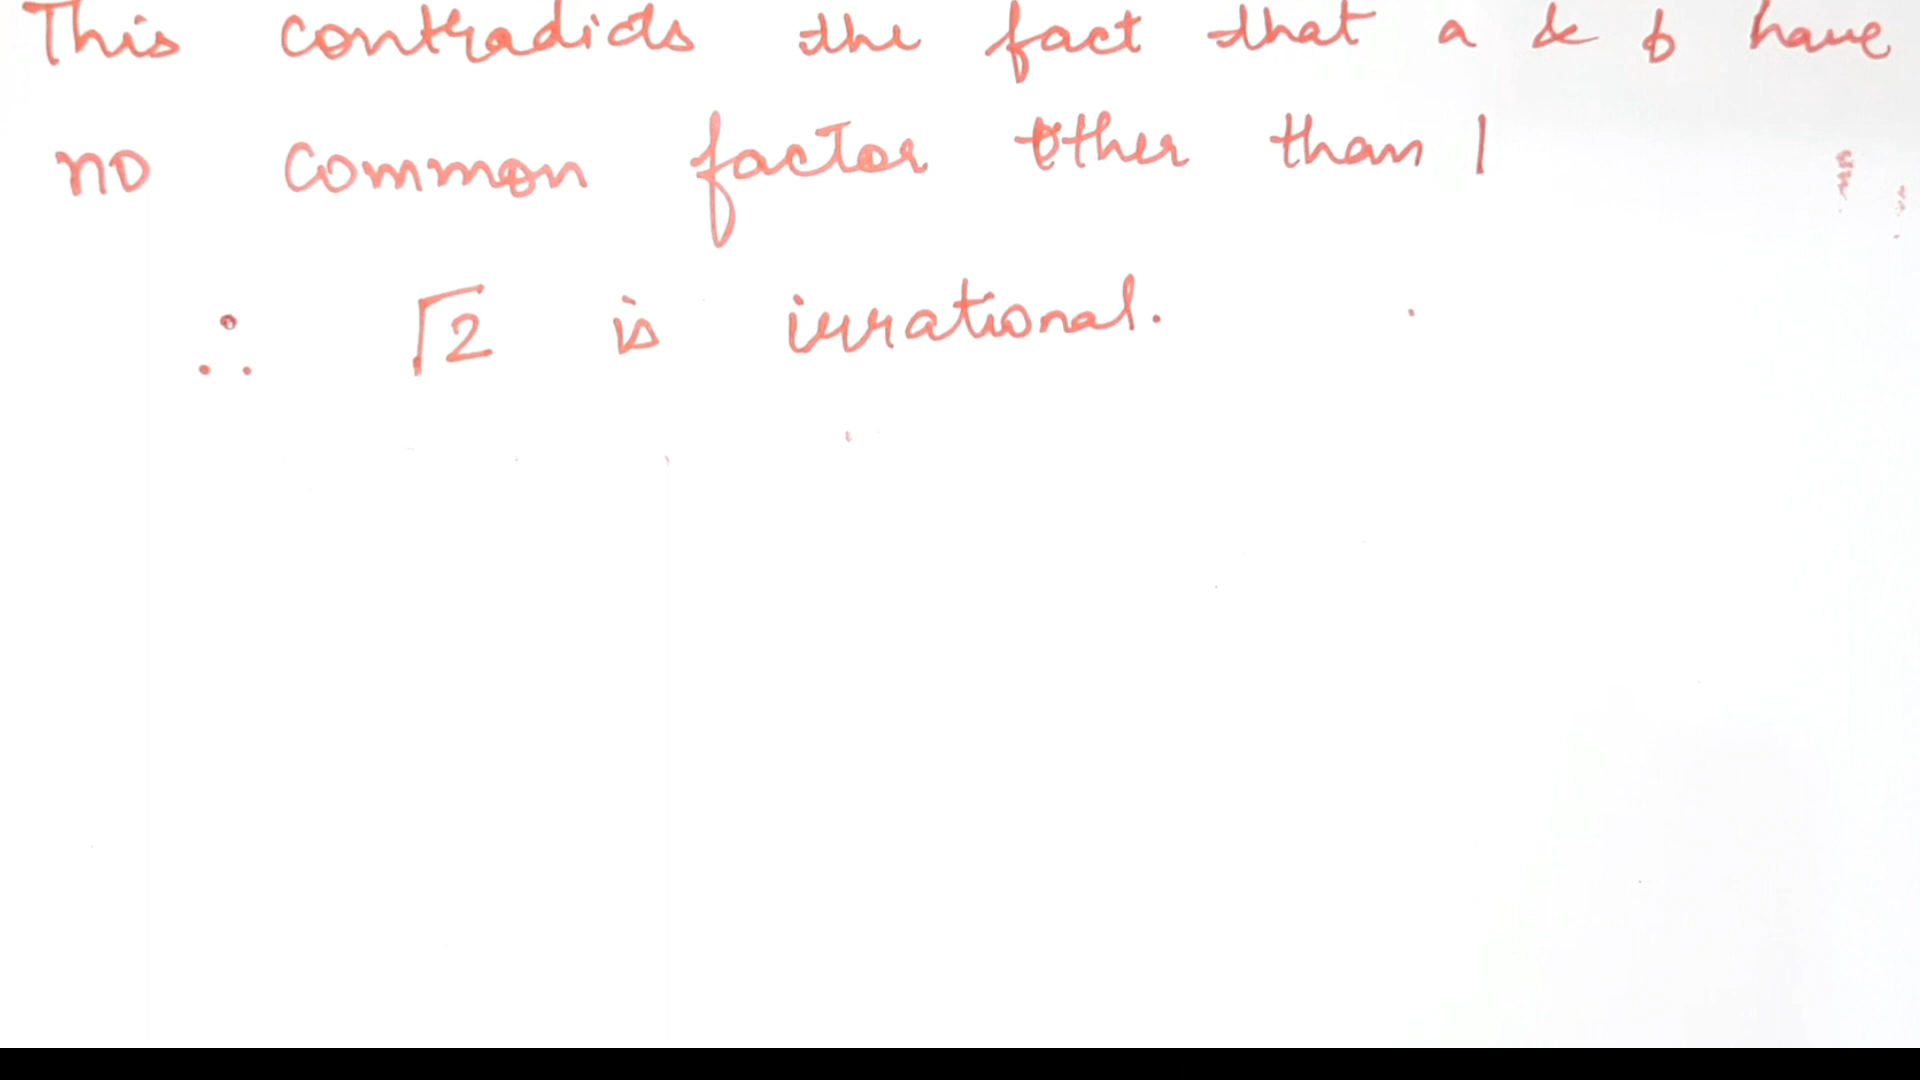 This contradicts the fact that a & b have
no common factor other than 1
∴ √2 is irrational.